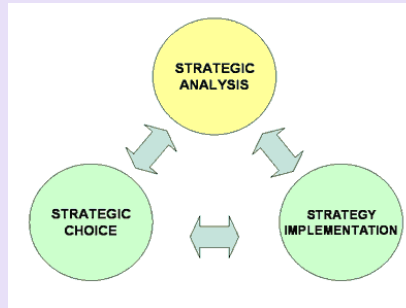 STRATEGIC
ANALYSIS
STRATEGIC
CHOICE
STRATEGY
IMPLEMENTATION